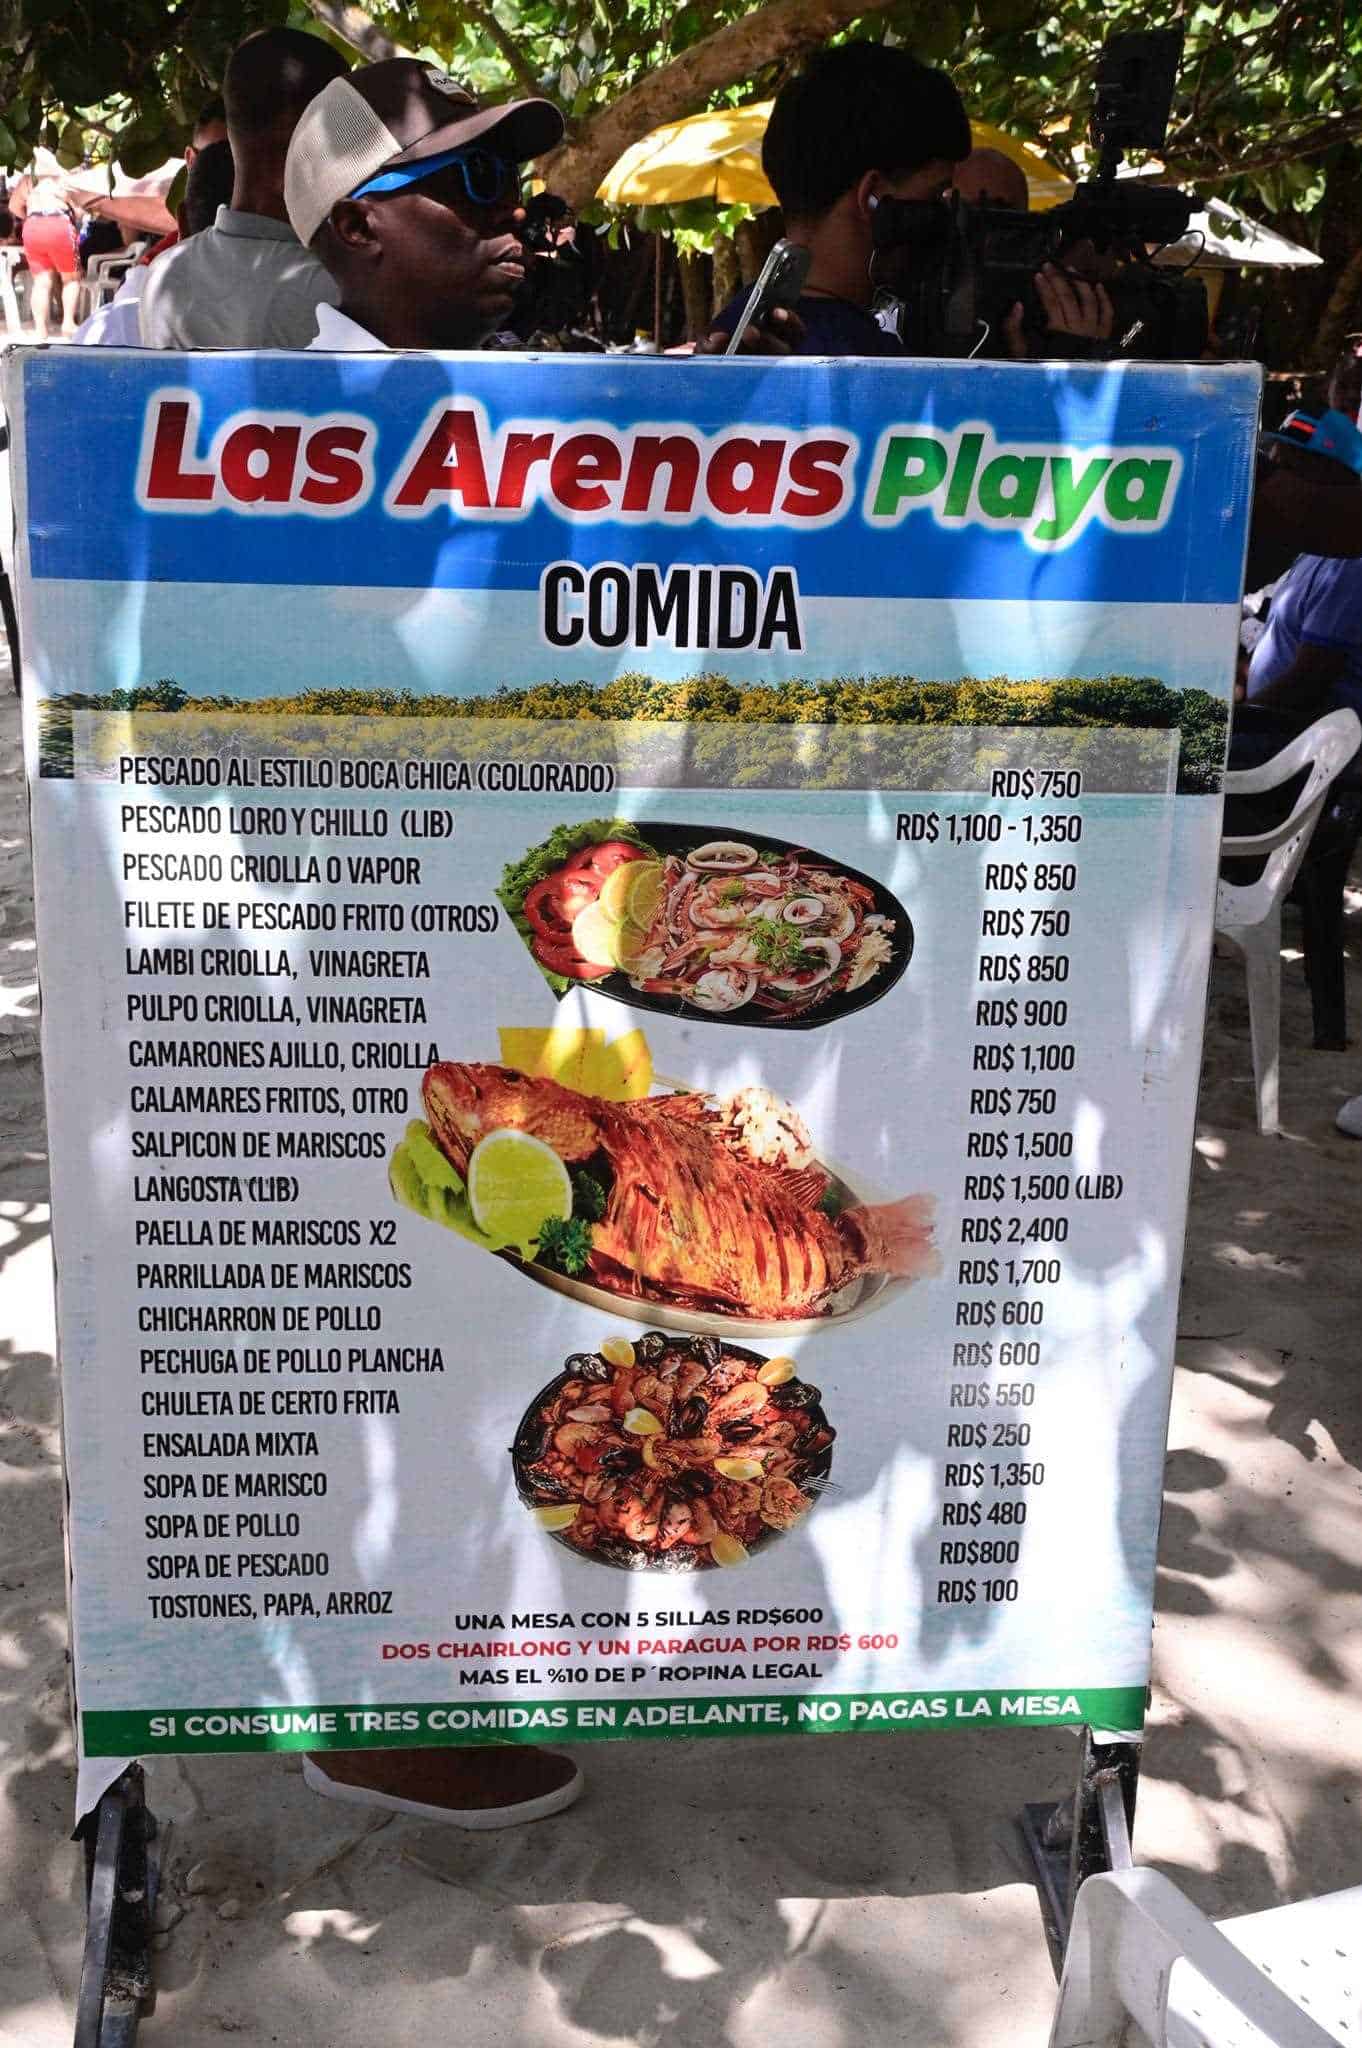 Las Arenas Playa
COMIDA
PESCADO AL ESTILO BOCA CHICA (COLORADO) RD$ 750
PESCADO LORO Y CHILLO (LIB) RD$ 1,100 - 1,350
PESCADO CRIOLLA O VAPOR RD$ 850
FILETE DE PESCADO FRITO (OTROS) RD$ 750
LAMBI CRIOLLA, VINAGRETA RD$ 850
PULPO CRIOLLA, VINAGRETA RD$ 900
CAMARONES AJILLO, CRIOLLA RD$ 1,100
CALAMARES FRITOS, OTRO RD$ 750
SALPICON DE MARISCOS RD$ 1,500
LANGOSTA (LIB) RD$ 1,500 (LIB)
PAELLA DE MARISCOS X2 RD$ 2,400
PARRILLADA DE MARISCOS RD$ 1,700
CHICHARRON DE POLLO RD$ 600
PECHUGA DE POLLO PLANCHA RD$ 600
CHULETA DE CERTO FRITA RD$ 550
ENSALADA MIXTA RD$ 250
SOPA DE MARISCO RD$ 1,350
SOPA DE POLLO RD$ 480
SOPA DE PESCADO RD$800
TOSTONES, PAPA, ARROZ RD$ 100
UNA MESA CON 5 SILLAS RD$600
DOS CHAIRLONG Y UN PARAGUA POR RD$ 600
MAS EL %10 DE P´ROPINA LEGAL
SI CONSUME TRES COMIDAS EN ADELANTE, NO PAGAS LA MESA